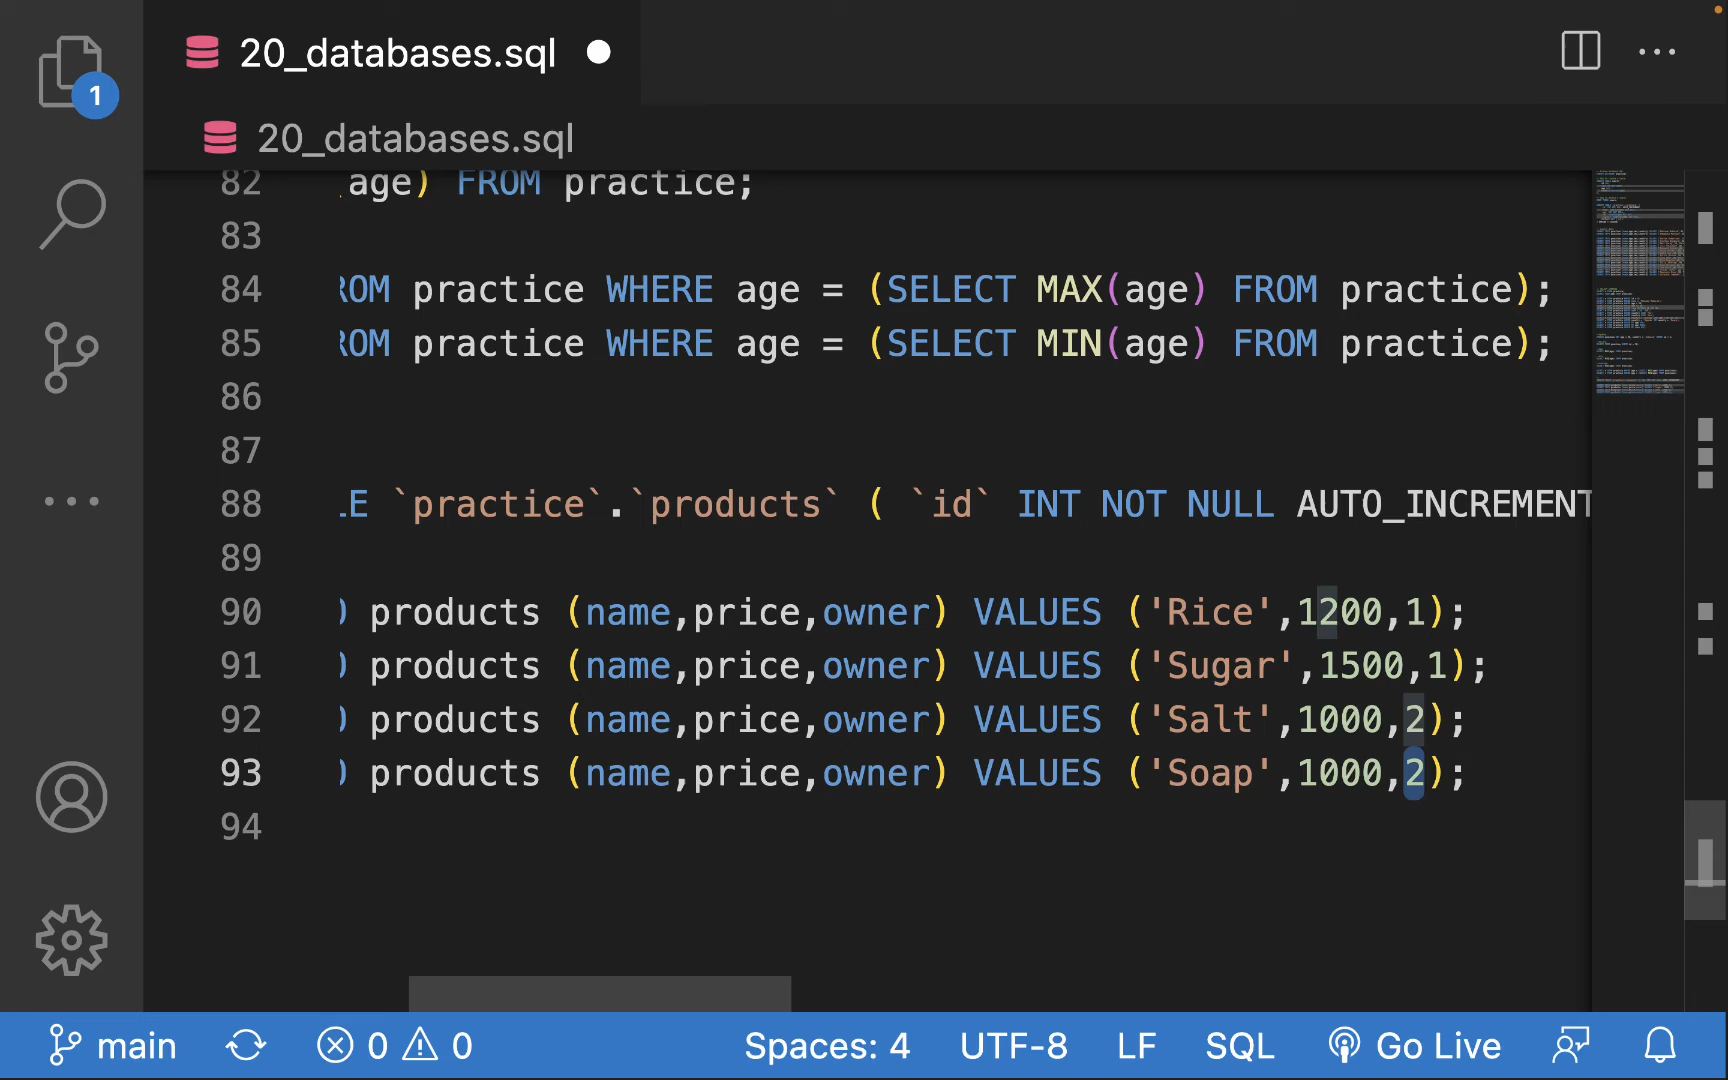 20_databases.sql
1
20_databases.sql
82 _age) FROM practice;
83
84 ROM practice WHERE age = (SELECT MAX(age) FROM practice);
85 ROM practice WHERE age = (SELECT MIN(age) FROM practice);
86
87
88 LE `practice`.`products` ( `id` INT NOT NULL AUTO_INCREMENT
89
90 O products (name,price,owner) VALUES ('Rice',1200,1);
91 O products (name,price,owner) VALUES ('Sugar',1500,1);
92 O products (name,price,owner) VALUES ('Salt',1000,2);
93 O products (name,price,owner) VALUES ('Soap',1000,2);
94
main 0 0 Spaces: 4 UTF-8 LF SQL Go Live